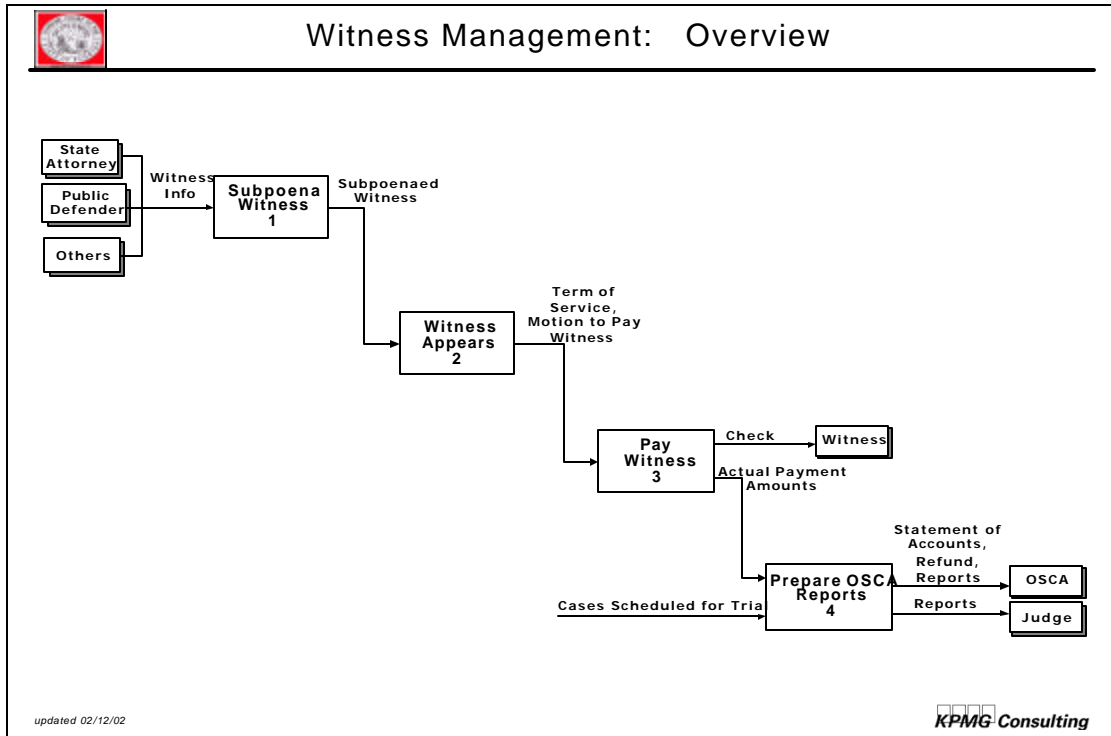 Witness Management: Overview
State
Attorney
Public
Defender
Others
Witness
Info
Subpoena
Witness
1
Subpoenaed
Witness
Witness
Appears
2
Term of
Service,
Motion to Pay
Witness
Pay
Witness
3
Check
Witness
Actual Payment
Amounts
Cases Scheduled for Trial
Prepare OSCA
Reports
4
Statement of
Accounts,
Refund,
Reports
OSCA
Reports
Judge
updated 02/12/02
KPMG Consulting